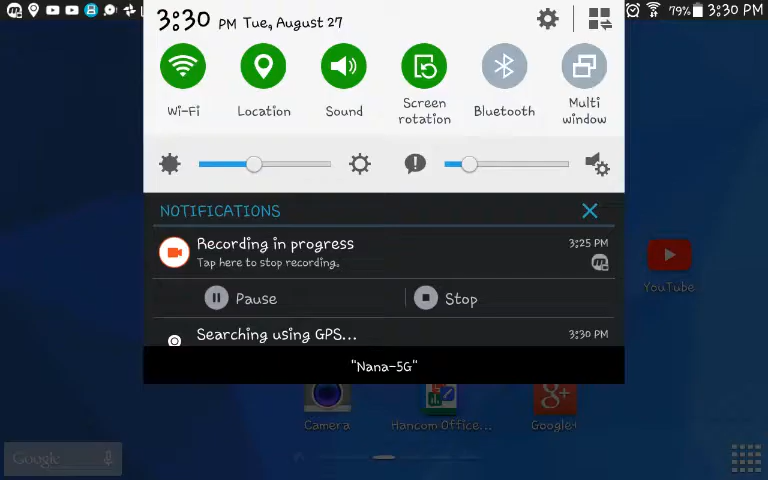 3:30 PM Tue, August 27
79% 3:30 PM
Wi-Fi
Location
Sound
Screen
rotation
Bluetooth
Multi
window
NOTIFICATIONS
Recording in progress
3:25 PM
Tap here to stop recording.
Pause
Stop
Searching using GPS...
3:30 PM
"Nana-5G"
YouTube
Camera
Hancom Office...
Google+
Google